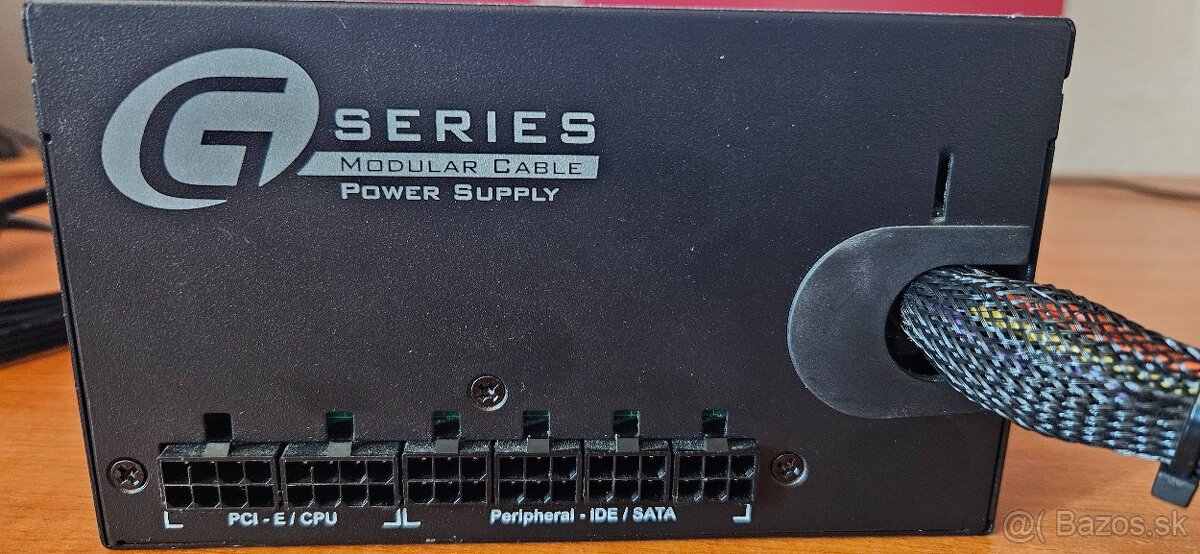 G SERIES
MODULAR CABLE
POWER SUPPLY
PCI - E / CPU
Peripheral - IDE / SATA
@( Bazos.sk